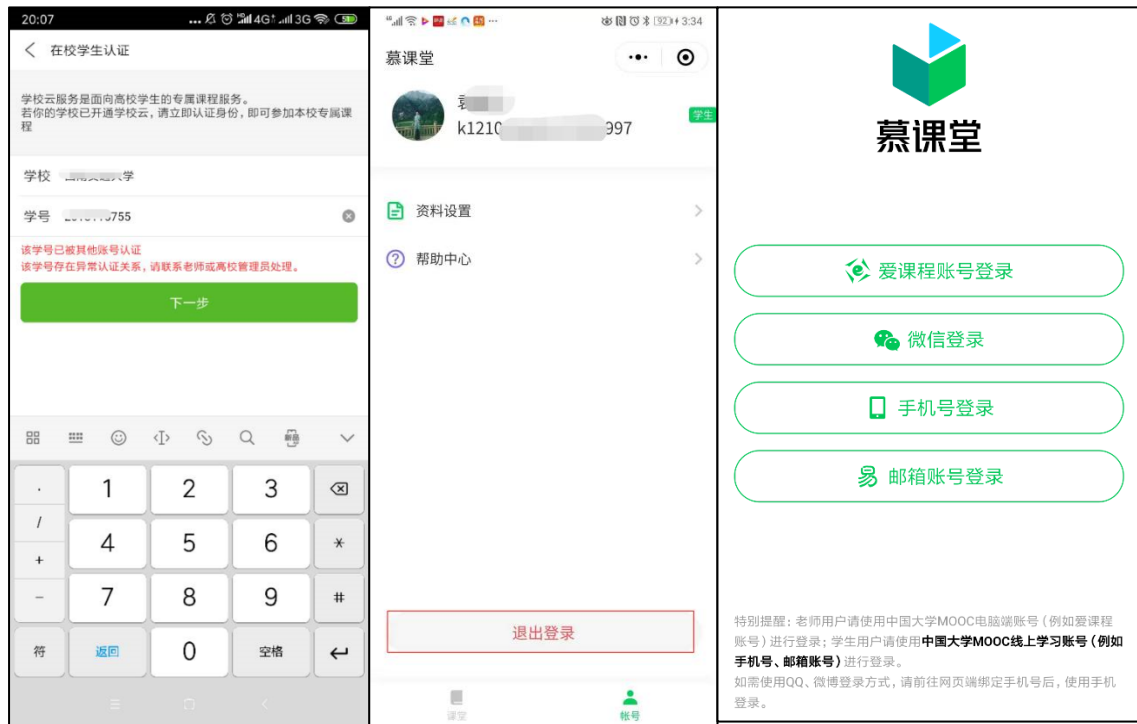 20:07
4G 3G
在校学生认证
学校云服务是面向高校学生的专属课程服务。
若你的学校已开通学校云，请立即认证身份，即可参加本校专属课
程
学校 大学
学号 755
该学号已被其他账号认证
该学号存在异常认证关系，请联系老师或高校管理员处理。
下一步
1 2 3
/
4 5 6 *
+
- 7 8 9 #
符 返回 0 空格
3:34
慕课堂
k1210 997
学生
资料设置
帮助中心
退出登录
课堂 帐号
慕课堂
爱课程账号登录
微信登录
手机号登录
邮箱账号登录
特别提醒：老师用户请使用中国大学MOOC电脑端账号（例如爱课程
账号）进行登录；学生用户请使用中国大学MOOC线上学习账号（例如
手机号、邮箱账号）进行登录。
如需使用QQ、微博登录方式，请前往网页端绑定手机号后，使用手机
登录。